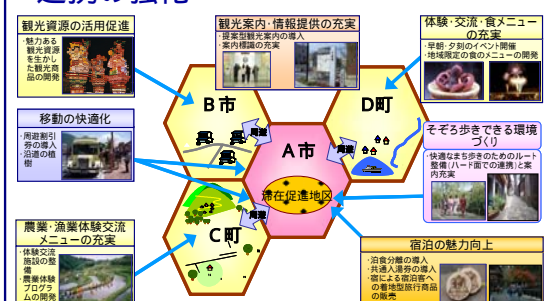 連携の強化
観光資源の活用促進
・魅力ある
観光資源
を生かし
た観光商
品の開発
観光案内・情報提供の充実
・提案型観光案内の導入
・案内標識の充実
体験・交流・食メニュー
の充実
・早朝・夕刻のイベント開催
・地域限定の食のメニューの開発
B市
D町
移動の快適化
・周遊割引
券の導入
・沿道の植
樹
周遊
周遊
A市
そぞろ歩きできる環境
づくり
・快適なまち歩きのためのルート
整備(ハード面での連携)と案
内充実
滞在促進地区
周遊
C町
農業・漁業体験交流
メニューの充実
・体験交流
施設の整
備
・農業体験
プログラ
ムの開発
宿泊の魅力向上
・泊食分離の導入
・共通入湯券の導入
・宿による宿泊客へ
の着地型旅行商品
の販売